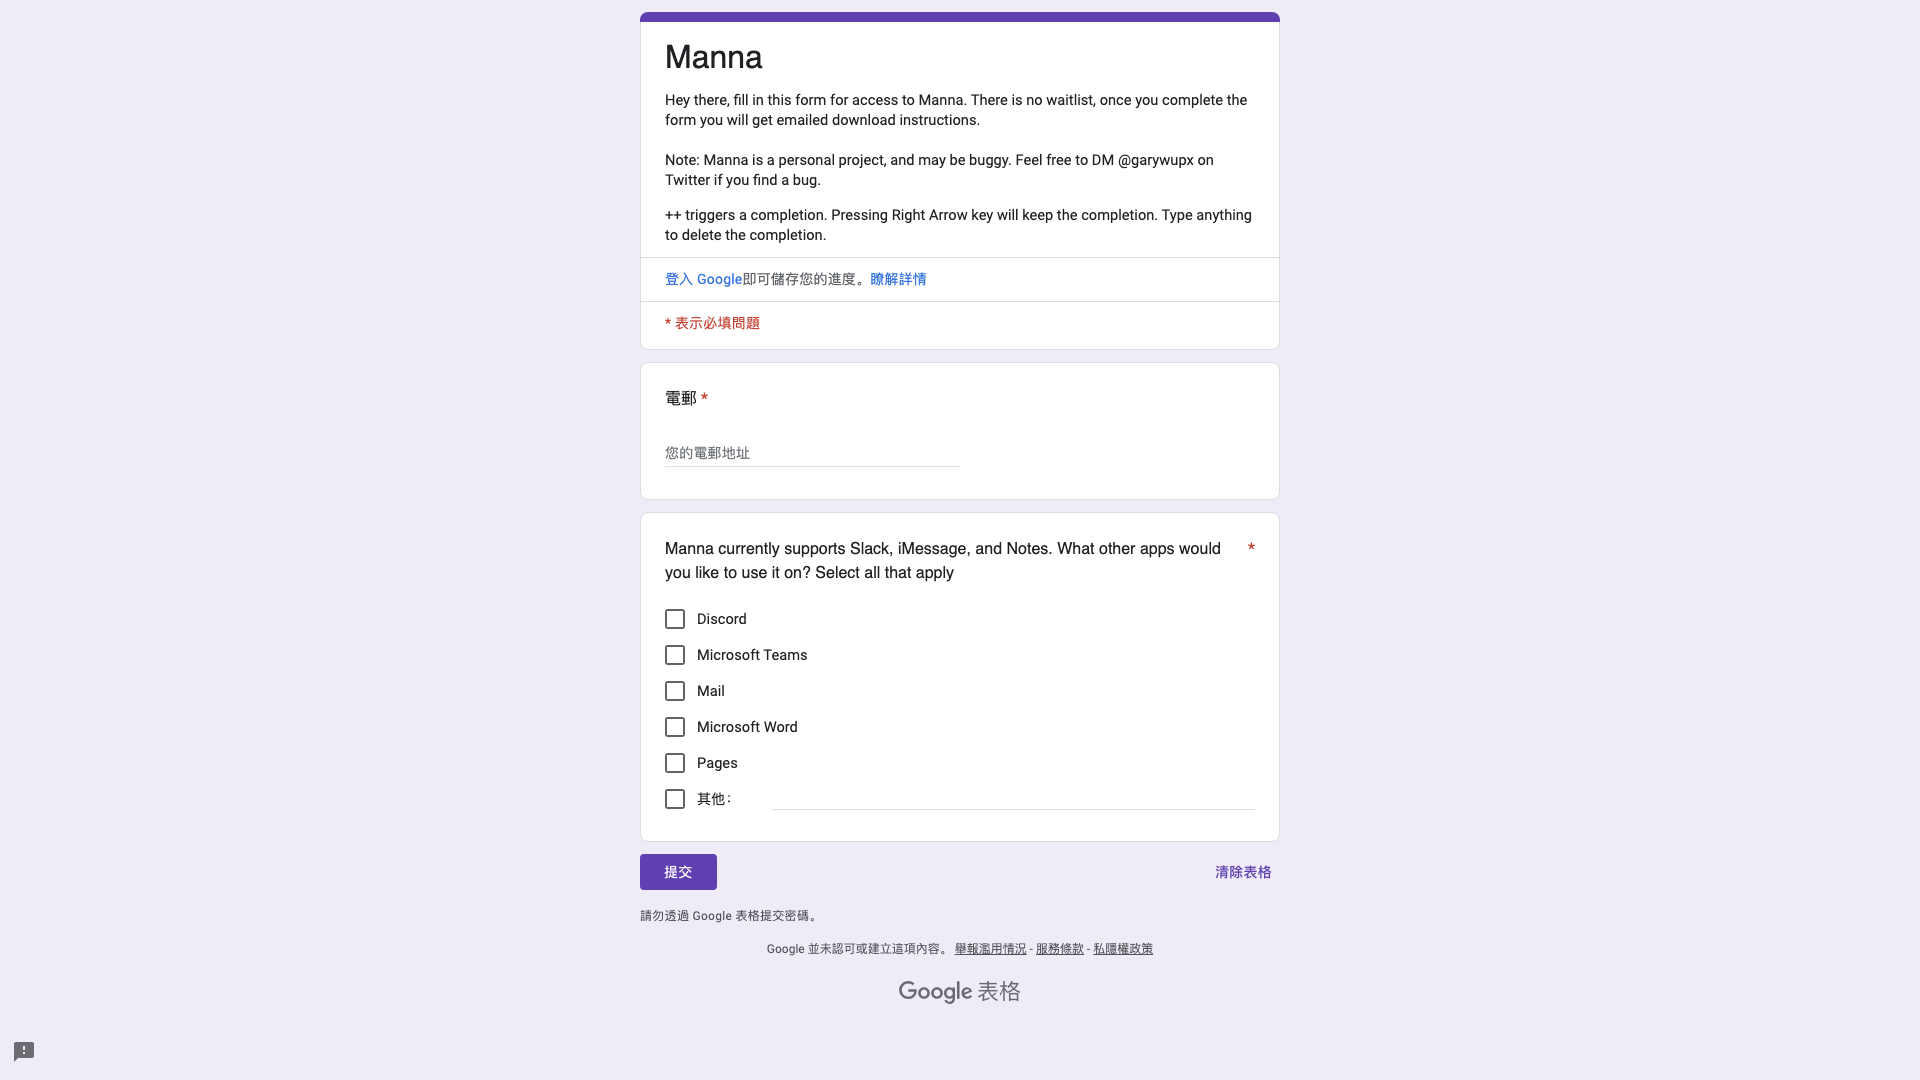 Manna
Hey there, fill in this form for access to Manna. There is no waitlist, once you complete the
form you will get emailed download instructions.
Note: Manna is a personal project, and may be buggy. Feel free to DM @garywupx on
Twitter if you find a bug.
++ triggers a completion. Pressing Right Arrow key will keep the completion. Type anything
to delete the completion.
登入 Google即可儲存您的進度。瞭解詳情
* 表示必填問題
電郵 *
您的電郵地址
Manna currently supports Slack, iMessage, and Notes. What other apps would *
you like to use it on? Select all that apply
Discord
Microsoft Teams
Mail
Microsoft Word
Pages
其他：
提交 清除表格
請勿透過 Google 表格提交密碼。
Google 並未認可或建立這項內容。 舉報濫用情況 - 服務條款 - 私隱權政策
Google 表格